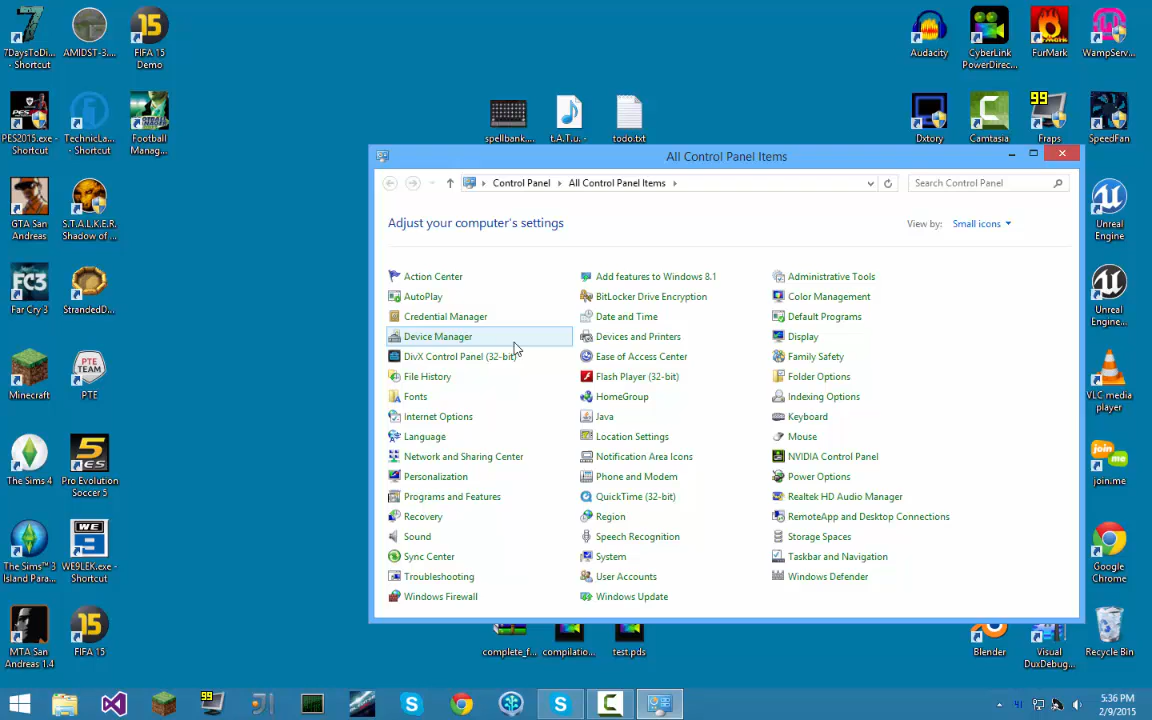 7DaysToDi...
- Shortcut
AMIDST-3....
15
FIFA 15
Demo
Audacity
CyberLink
PowerDirec...
FurMark
WampServ...
PES2015.exe -
Shortcut
TechnicLa...
- Shortcut
Football
Manag...
spellbank....
t.A.T.u. -
todo.txt
Dxtory
Camtasia
99
Fraps
SpeedFan
GTA San
Andreas
S.T.A.L.K.E.R.
Shadow of ...
Unreal
Engine
FC3
Far Cry 3
StrandedD...
Unreal
Engine...
Minecraft
PTE
TEAM
PTE
VLC media
player
The Sims 4
5
PES
Pro Evolution
Soccer 5
join.me
join.me
The Sims™ 3
Island Para...
WE
9
WE9LEK.exe -
Shortcut
Google
Chrome
MTA San
Andreas 1.4
15
FIFA 15
complete_f...
compilatio...
test.pds
Blender
Visual
DuxDebug...
Recycle Bin
All Control Panel Items
Control Panel
All Control Panel Items
Search Control Panel
Adjust your computer's settings
View by: Small icons
Action Center
Add features to Windows 8.1
Administrative Tools
AutoPlay
BitLocker Drive Encryption
Color Management
Credential Manager
Date and Time
Default Programs
Device Manager
Devices and Printers
Display
DivX Control Panel (32-bit)
Ease of Access Center
Family Safety
File History
Flash Player (32-bit)
Folder Options
Fonts
HomeGroup
Indexing Options
Internet Options
Java
Keyboard
Language
Location Settings
Mouse
Network and Sharing Center
Notification Area Icons
NVIDIA Control Panel
Personalization
Phone and Modem
Power Options
Programs and Features
QuickTime (32-bit)
Realtek HD Audio Manager
Recovery
Region
RemoteApp and Desktop Connections
Sound
Speech Recognition
Storage Spaces
Sync Center
System
Taskbar and Navigation
Troubleshooting
User Accounts
Windows Defender
Windows Firewall
Windows Update
99
41
5:36 PM
2/9/2015